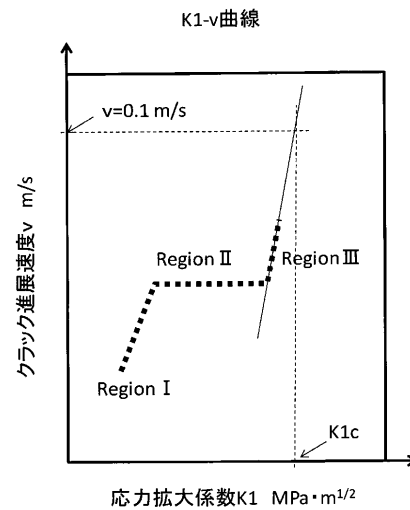 K1-v曲線
v=0.1 m/s
クラック進展速度v m/s
Region Ⅱ
Region Ⅲ
Region Ⅰ
K1c
応力拡大係数K1 MPa・m1/2